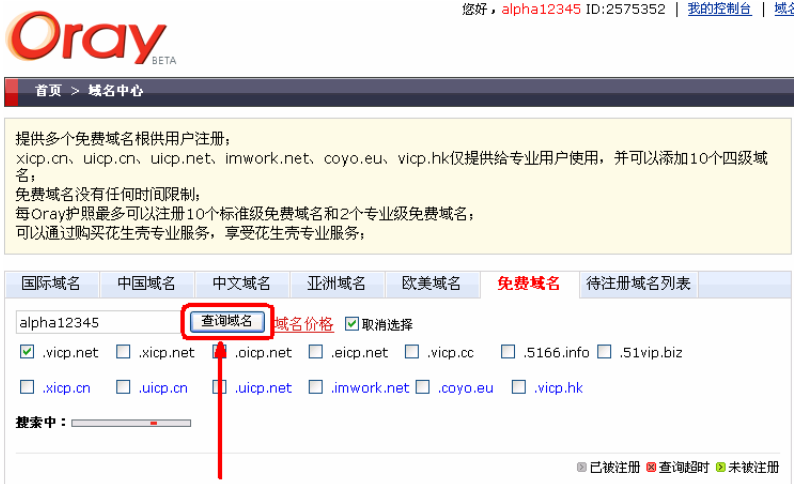 您好，alpha12345 ID:2575352 | 我的控制台 | 域名
Oray
BETA
首页 > 域名中心
提供多个免费域名根供用户注册；
xicp.cn、uicp.cn、uicp.net、imwork.net、coyo.eu、vicp.hk仅提供给专业用户使用，并可以添加10个四级域
名；
免费域名没有任何时间限制；
每Oray护照最多可以注册10个标准级免费域名和2个专业级免费域名；
可以通过购买花生壳专业服务，享受花生壳专业服务；
国际域名 中国域名 中文域名 亚洲域名 欧美域名 免费域名 待注册域名列表
alpha12345 查询域名 域名价格 取消选择
.vicp.net .xicp.net .oicp.net .eicp.net .vicp.cc .5166.info .51vip.biz
.xicp.cn .uicp.cn .uicp.net .imwork.net .coyo.eu .vicp.hk
搜索中：
已被注册 查询超时 未被注册